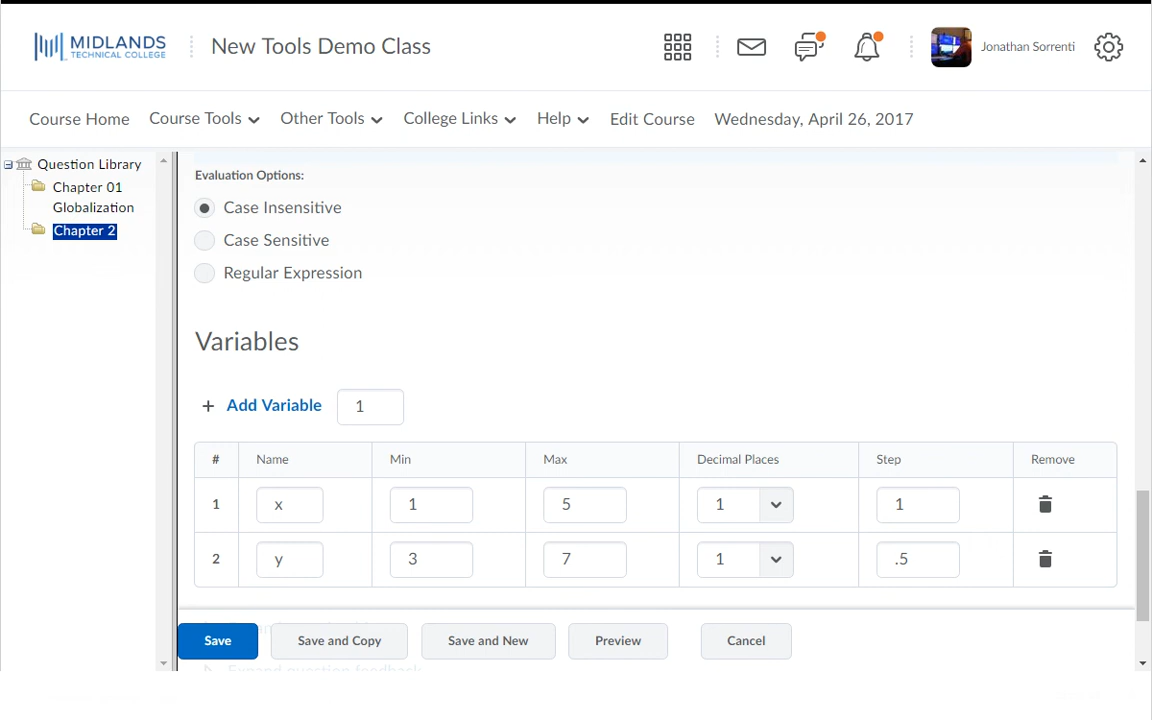 MIDLANDS
TECHNICAL COLLEGE
New Tools Demo Class
Jonathan Sorrenti
Course Home Course Tools Other Tools College Links Help Edit Course Wednesday, April 26, 2017
Question Library
Chapter 01
Globalization
Chapter 2
Evaluation Options:
Case Insensitive
Case Sensitive
Regular Expression
Variables
+ Add Variable 1
# Name Min Max Decimal Places Step Remove
1 x 1 5 1 1
2 y 3 7 1 .5
Save Save and Copy Save and New Preview Cancel
Expand question feedback